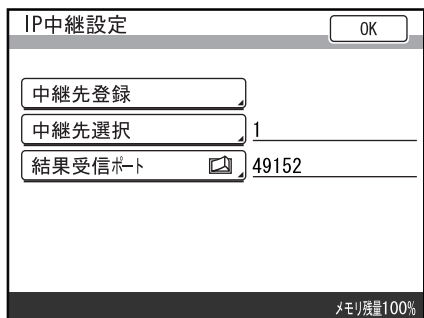 IP中継設定
OK
中継先登録
中継先選択 1
結果受信ﾎﾟｰﾄ 49152
ﾒﾓﾘ残量100%